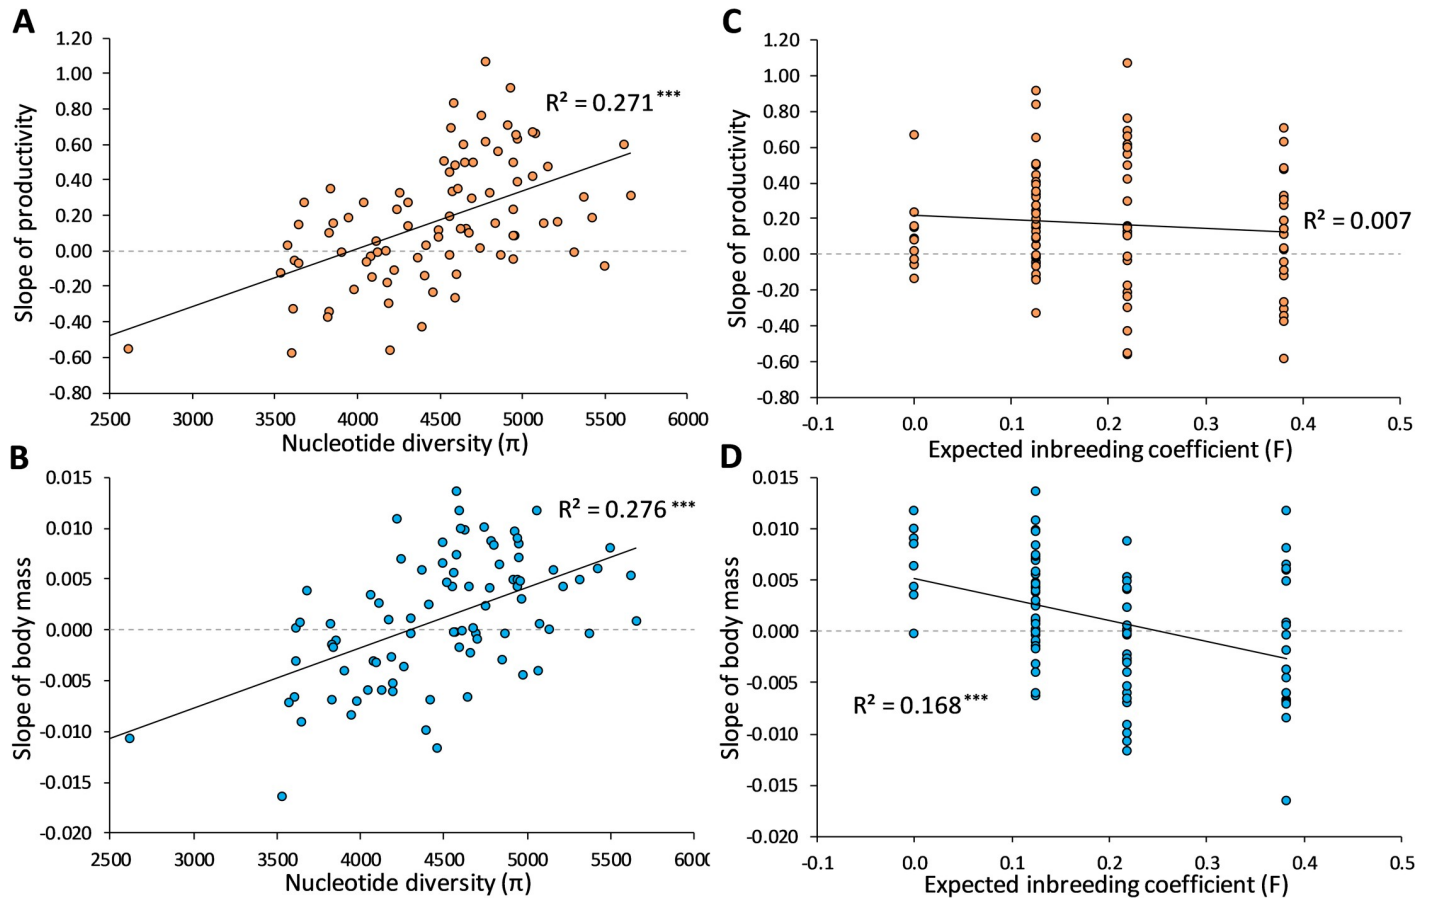 A
1.20
1.00
0.80
0.60
0.40
0.20
0.00
-0.20
-0.40
-0.60
-0.80
Slope of productivity
R² = 0.271***
2500 3000 3500 4000 4500 5000 5500 6000
Nucleotide diversity (π)
C
1.20
1.00
0.80
0.60
0.40
0.20
0.00
-0.20
-0.40
-0.60
-0.80
Slope of productivity
R² = 0.007
-0.1 0.0 0.1 0.2 0.3 0.4 0.5
Expected inbreeding coefficient (F)
B
0.015
0.010
0.005
0.000
-0.005
-0.010
-0.015
-0.020
Slope of body mass
R² = 0.276 ***
2500 3000 3500 4000 4500 5000 5500 6000
Nucleotide diversity (π)
D
0.015
0.010
0.005
0.000
-0.005
-0.010
-0.015
-0.020
Slope of body mass
R² = 0.168***
-0.1 0.0 0.1 0.2 0.3 0.4 0.5
Expected inbreeding coefficient (F)